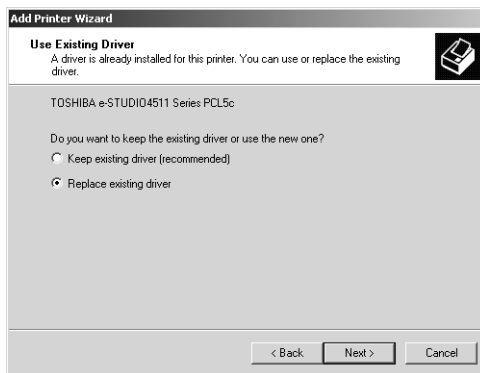 Add Printer Wizard
Use Existing Driver
A driver is already installed for this printer. You can use or replace the existing
driver.
TOSHIBA e-STUDIO4511 Series PCL5c
Do you want to keep the existing driver or use the new one?
Keep existing driver (recommended)
Replace existing driver
< Back Next > Cancel